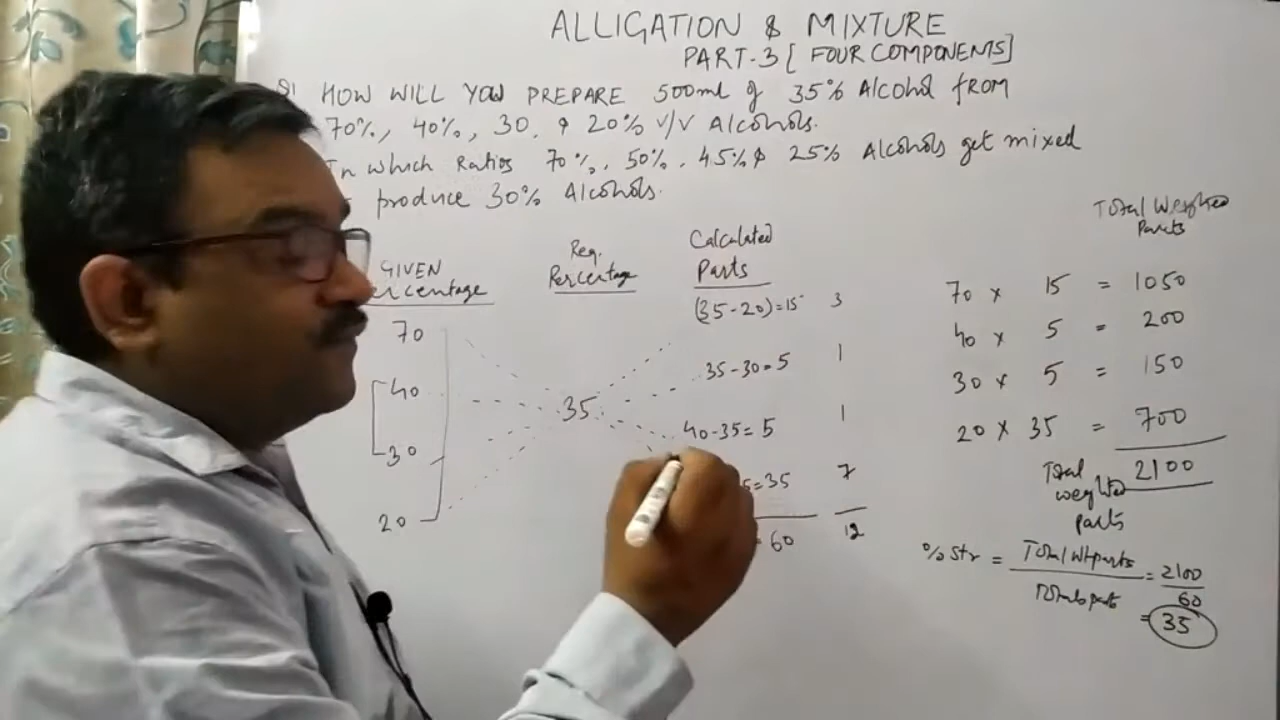 ALLIGATION & MIXTURE
PART-3 [FOUR COMPONENTS]
HOW WILL YOU PREPARE 500ml of 35% Alcohol FROM
70%, 40%, 30, & 20% V/V Alcohols.
In which Ratios 70%, 50%, 45% & 25% Alcohols get mixed
produce 30% Alcohols.
GIVEN
Percentage
70
40
30
20
Req.
Percentage
35
Calculated
Parts
(35-20)=15 3
35-30=5 1
40-35=5 1
5=35 7
= 60 12
Total Weighted
Parts
70 × 15 = 1050
40 × 5 = 200
30 × 5 = 150
20 × 35 = 700
Total 2100
weighted
parts
% Str = Total Wt parts = 2100
parts 60
= 35